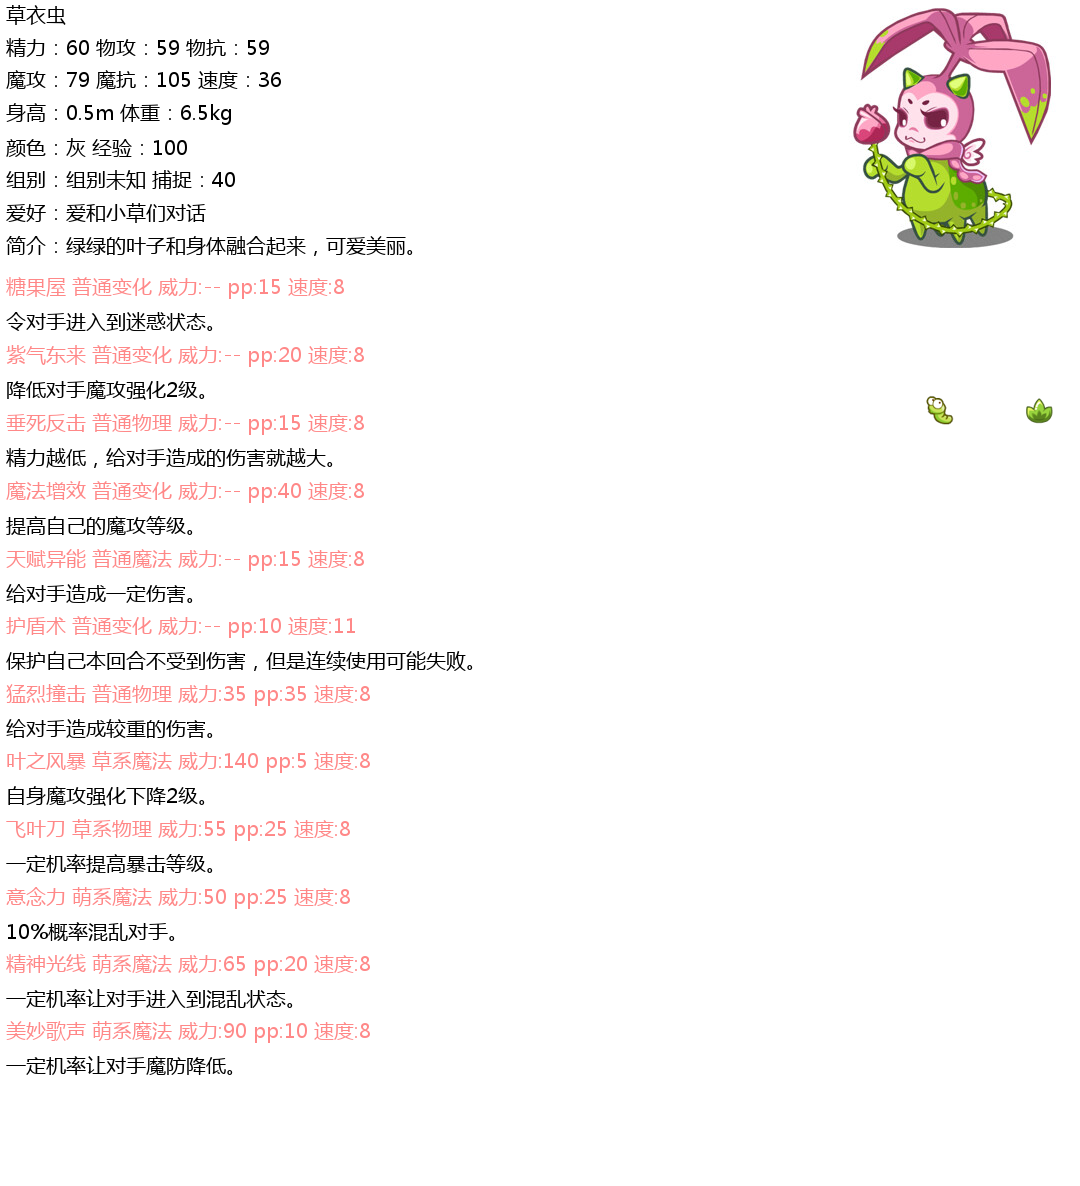 草衣虫
精力：60 物攻：59 物抗：59
魔攻：79 魔抗：105 速度：36
身高：0.5m 体重：6.5kg
颜色：灰 经验：100
组别：组别未知 捕捉：40
爱好：爱和小草们对话
简介：绿绿的叶子和身体融合起来，可爱美丽。
糖果屋 普通变化 威力:-- pp:15 速度:8
令对手进入到迷惑状态。
紫气东来 普通变化 威力:-- pp:20 速度:8
降低对手魔攻强化2级。
垂死反击 普通物理 威力:-- pp:15 速度:8
精力越低，给对手造成的伤害就越大。
魔法增效 普通变化 威力:-- pp:40 速度:8
提高自己的魔攻等级。
天赋异能 普通魔法 威力:-- pp:15 速度:8
给对手造成一定伤害。
护盾术 普通变化 威力:-- pp:10 速度:11
保护自己本回合不受到伤害，但是连续使用可能失败。
猛烈撞击 普通物理 威力:35 pp:35 速度:8
给对手造成较重的伤害。
叶之风暴 草系魔法 威力:140 pp:5 速度:8
自身魔攻强化下降2级。
飞叶刀 草系物理 威力:55 pp:25 速度:8
一定机率提高暴击等级。
意念力 萌系魔法 威力:50 pp:25 速度:8
10%概率混乱对手。
精神光线 萌系魔法 威力:65 pp:20 速度:8
一定机率让对手进入到混乱状态。
美妙歌声 萌系魔法 威力:90 pp:10 速度:8
一定机率让对手魔防降低。